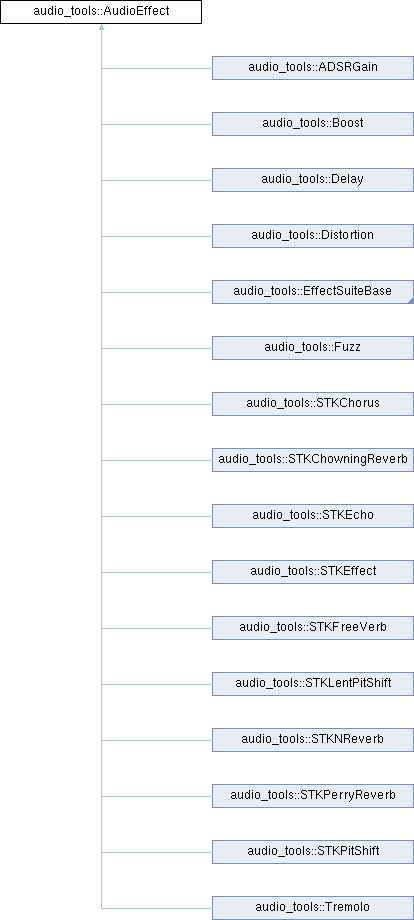 audio_tools::AudioEffect
audio_tools::ADSRGain
audio_tools::Boost
audio_tools::Delay
audio_tools::Distortion
audio_tools::EffectSuiteBase
audio_tools::Fuzz
audio_tools::STKChorus
audio_tools::STKChowningReverb
audio_tools::STKEcho
audio_tools::STKEffect
audio_tools::STKFreeVerb
audio_tools::STKLentPitShift
audio_tools::STKNReverb
audio_tools::STKPerryReverb
audio_tools::STKPitShift
audio_tools::Tremolo